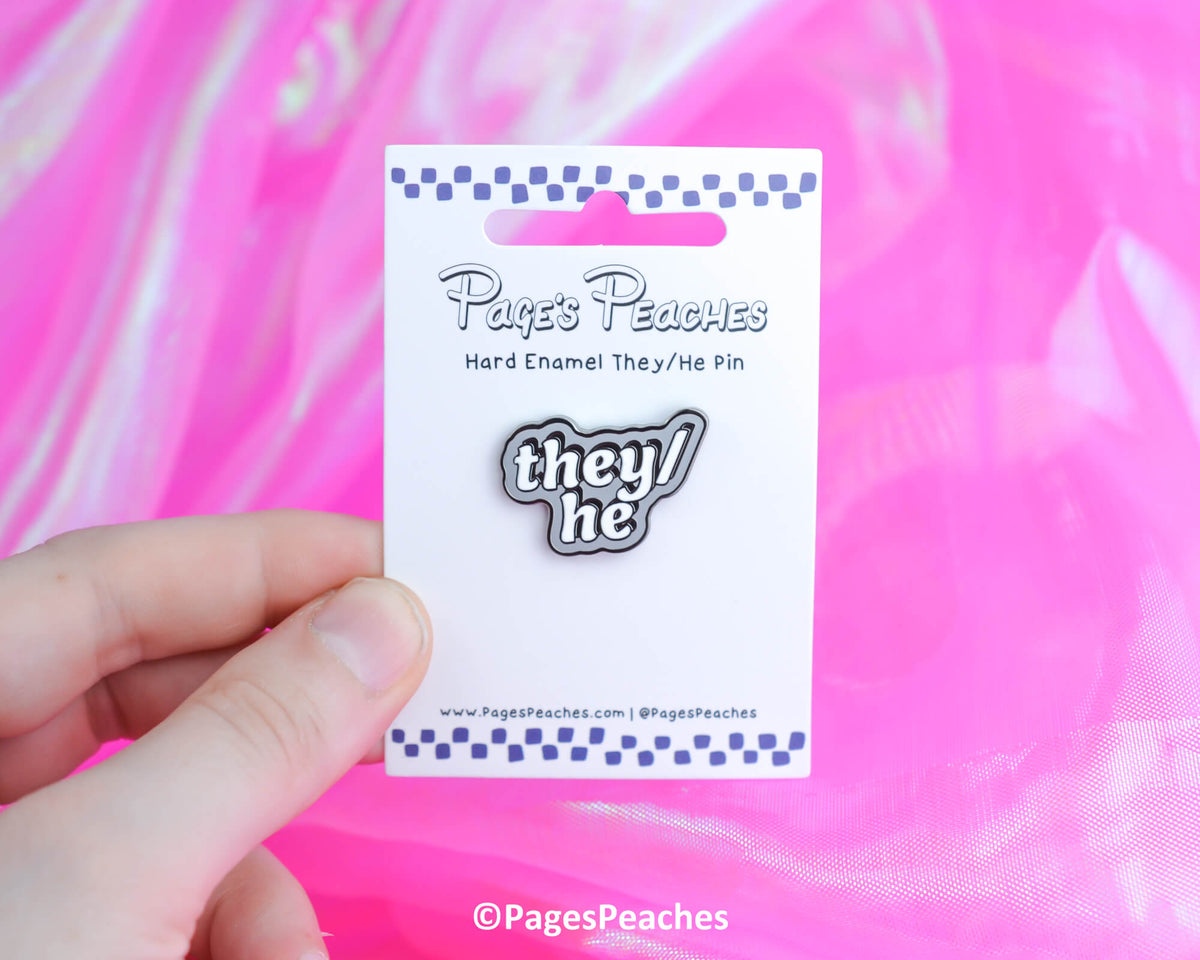 Page's Peaches
Hard Enamel They/He Pin
they/
he
www.PagesPeaches.com | @PagesPeaches
©PagesPeaches